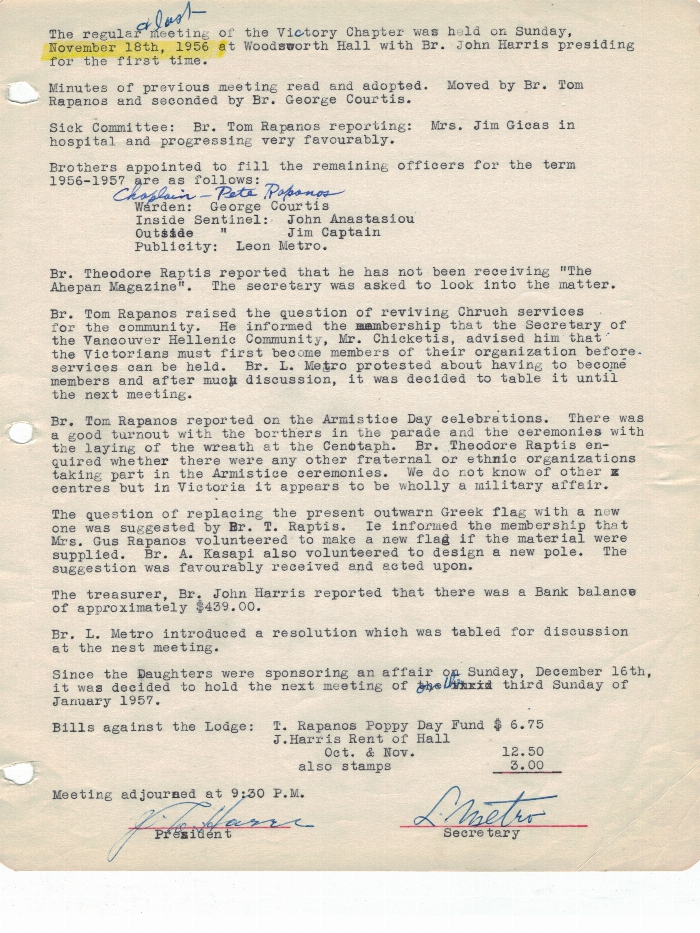 & last
The regular meeting of the Victory Chapter was held on Sunday,
November 18th, 1956 at Woodsworth Hall with Br. John Harris presiding
for the first time.
Minutes of previous meeting read and adopted. Moved by Br. Tom
Rapanos and seconded by Br. George Courtis.
Sick Committee: Br. Tom Rapanos reporting: Mrs. Jim Gicas in
hospital and progressing very favourably.
Brothers appointed to fill the remaining officers for the term
1956-1957 are as follows:
Chaplain - Pete Rapanos
Warden: George Courtis
Inside Sentinel: John Anastasiou
Outside " Jim Captain
Publicity: Leon Metro.
Br. Theodore Raptis reported that he has not been receiving "The
Ahepan Magazine". The secretary was asked to look into the matter.
Br. Tom Rapanos raised the question of reviving Chruch services
for the community. He informed the membership that the Secretary of
the Vancouver Hellenic Community, Mr. Chicketis, advised him that
the Victorians must first become members of their organization before
services can be held. Br. L. Metro protested about having to become
members and after much discussion, it was decided to table it until
the next meeting.
Br. Tom Rapanos reported on the Armistice Day celebrations. There was
a good turnout with the borthers in the parade and the ceremonies with
the laying of the wreath at the Cenotaph. Br. Theodore Raptis en-
quired whether there were any other fraternal or ethnic organizations
taking part in the Armistice ceremonies. We do not know of other
centres but in Victoria it appears to be wholly a military affair.
The question of replacing the present outwarn Greek flag with a new
one was suggested by Br. T. Raptis. Ie informed the membership that
Mrs. Gus Rapanos volunteered to make a new flag if the material were
supplied. Br. A. Kasapi also volunteered to design a new pole. The
suggestion was favourably received and acted upon.
The treasurer, Br. John Harris reported that there was a Bank balance
of approximately $439.00.
Br. L. Metro introduced a resolution which was tabled for discussion
at the nest meeting.
Since the Daughters were sponsoring an affair on Sunday, December 16th,
it was decided to hold the next meeting of on the third Sunday of
January 1957.
Bills against the Lodge: T. Rapanos Poppy Day Fund $ 6.75
J.Harris Rent of Hall
Oct. & Nov. 12.50
also stamps 3.00
Meeting adjourned at 9:30 P.M.
L. Metro
President Secretary